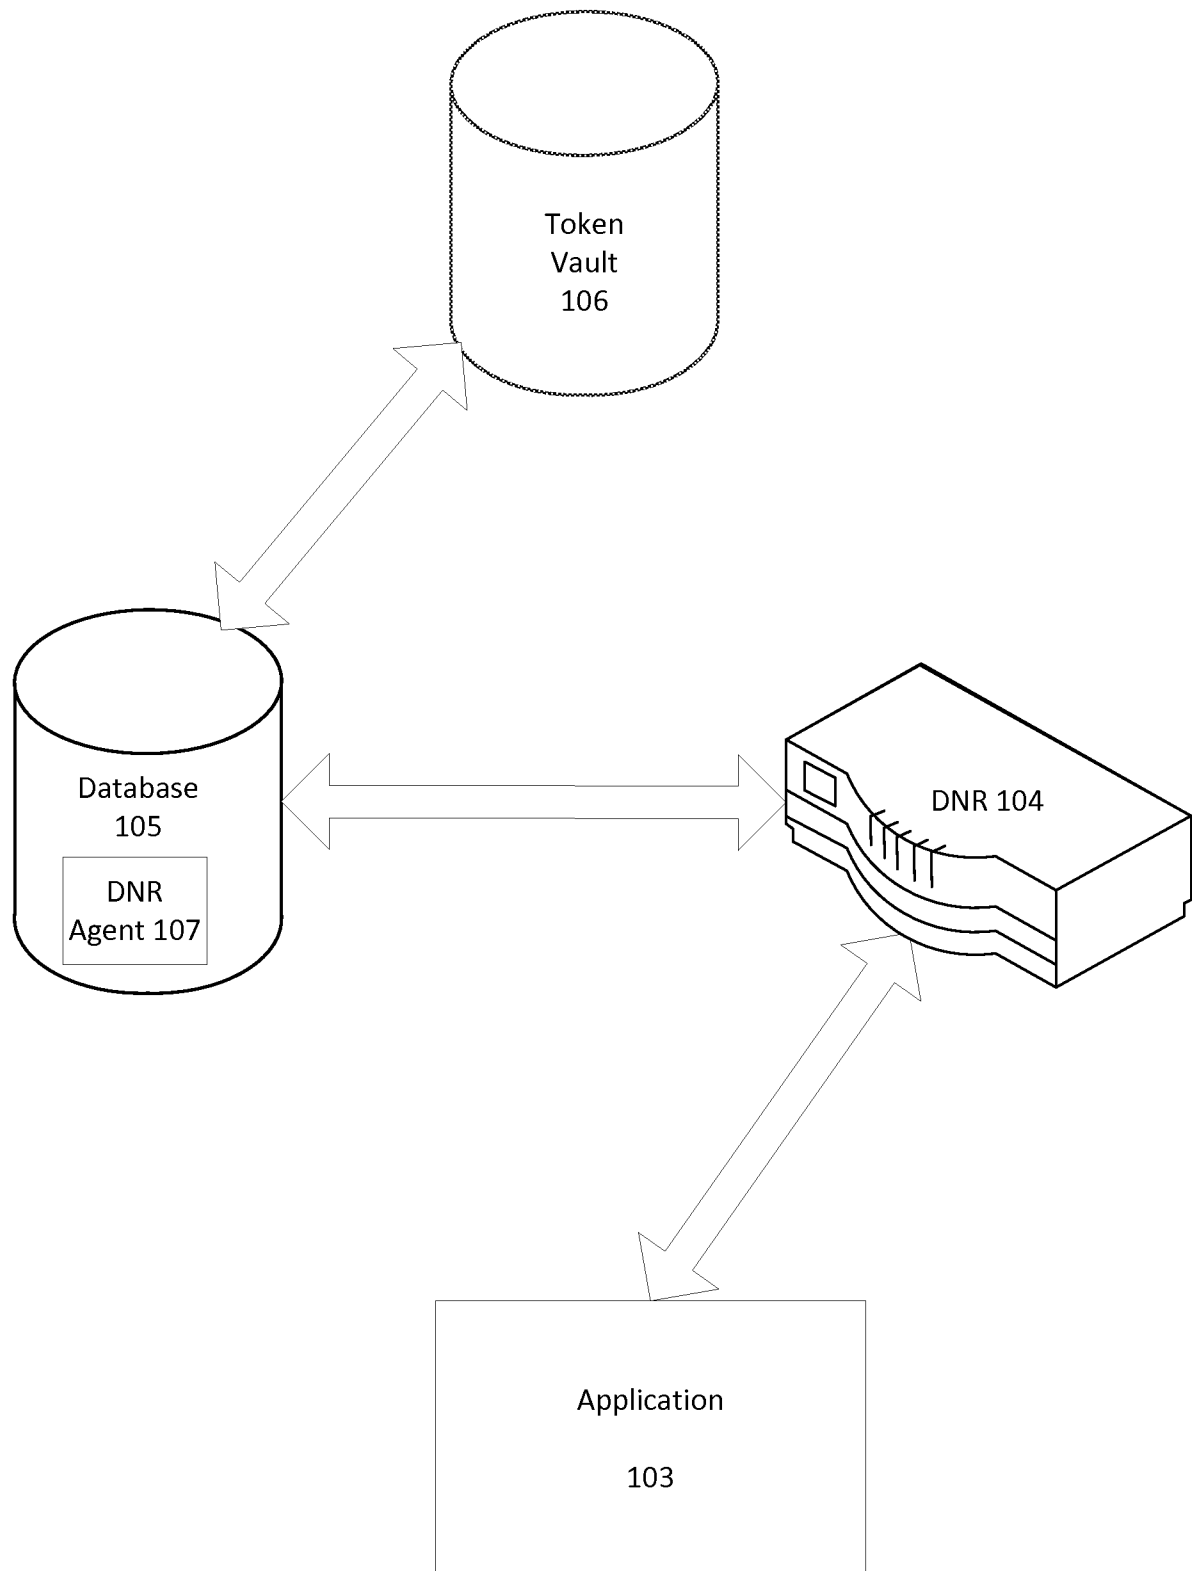 Token
Vault
106
Database
105
DNR
Agent 107
DNR 104
Application
103